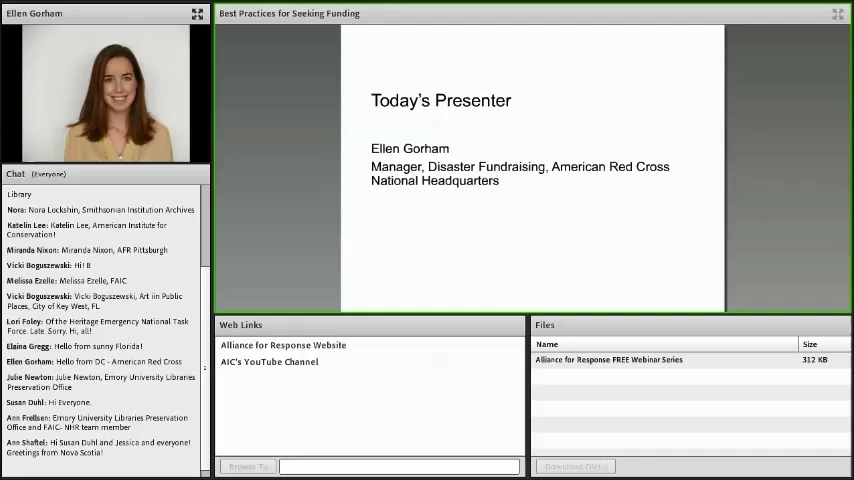 Ellen Gorham
Best Practices for Seeking Funding
Today's Presenter
Ellen Gorham
Manager, Disaster Fundraising, American Red Cross
National Headquarters
Chat (Everyone)
Library
Nora: Nora Lockshin, Smithsonian Institution Archives
Katelin Lee: Katelin Lee, American Institute for
Conservation!
Miranda Nixon: Miranda Nixon, AFR Pittsburgh
Vicki Boguszewski: Hi! B
Melissa Ezelle: Melissa Ezelle, FAIC
Vicki Boguszewski: Vicki Boguszewski, Art iin Public
Places, City of Key West, FL
Lori Foley: Of the Heritage Emergency National Task
Force. Late. Sorry. Hi, all!
Elaina Gregg: Hello from sunny Florida!
Ellen Gorham: Hello from DC - American Red Cross
Julie Newton: Julie Newton, Emory University Libraries
Preservation Office
Susan Duhl: Hi Everyone.
Ann Frellsen: Emory University Libraries Preservation
Office and FAIC- NHR team member
Ann Shaftel: Hi Susan Duhl and Jessica and everyone!
Greetings from Nova Scotia!
Web Links
Alliance for Response Website
AIC's YouTube Channel
Browse To
Files
Name Size
Alliance for Response FREE Webinar Series 312 KB
Download File(s)